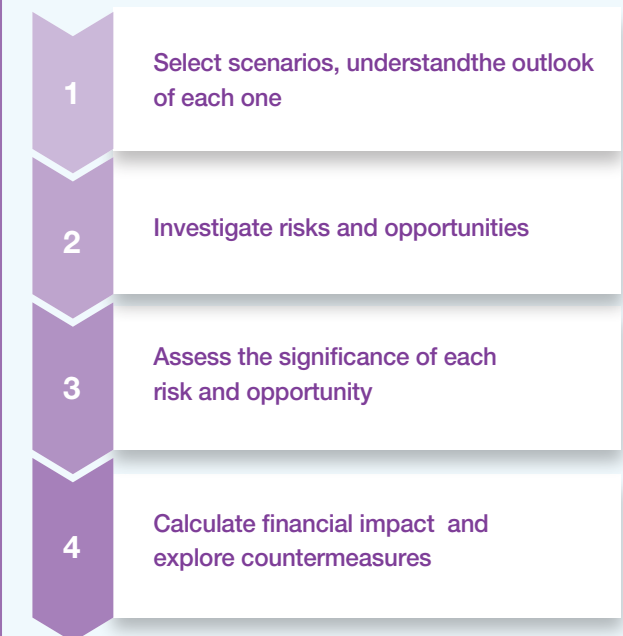 1
Select scenarios, understandthe outlook
of each one
2
Investigate risks and opportunities
3
Assess the significance of each
risk and opportunity
4
Calculate financial impact  and
explore countermeasures